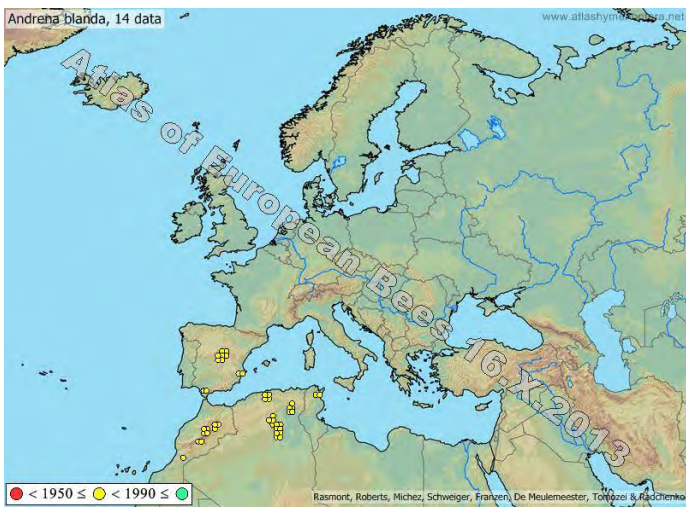 Andrena blanda, 14 data
www.atlashymenoptera.net
Atlas of European Bees 16.X.2013
< 1950 ≤ < 1990 ≤
Rasmont, Roberts, Michez, Schweiger, Franzen, De Meulemeester, Tomozei & Radchenko